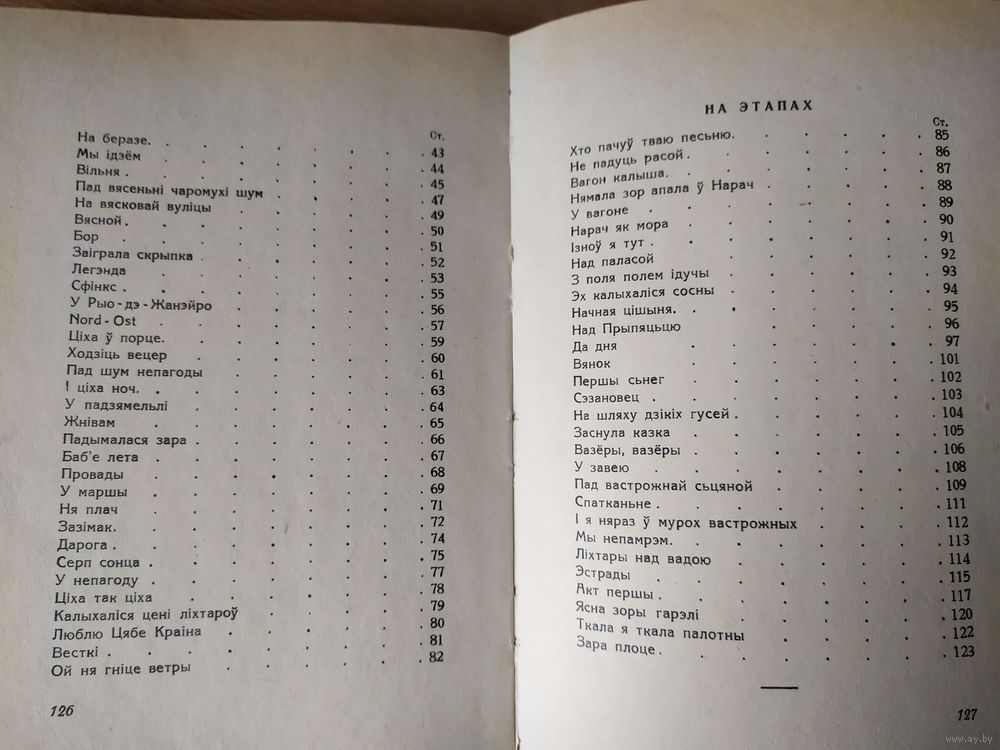 Ст.
На беразе. 43
Мы ідзём 44
Вільня . 45
Пад вясеньні чаромухі шум 47
На вясковай вуліцы 49
Вясной . 50
Бор 51
Заіграла скрыпка . 52
Легэнда 53
Сфінкс . 55
У Рыо-дэ-Жанэйро 56
Nord-Ost 57
Ціха ў порце. 59
Ходзіць вецер 60
Пад шум непагоды 61
І ціха ноч. 63
У падзямельлі 64
Жнівам 65
Падымалася зара . 66
Баб'е лета 67
Провады 68
У маршы 69
Ня плач 71
Зазімак. 72
Дарога . 74
Серп сонца . 75
У непагоду . 77
Ціха так ціха 78
Калыхаліся цені ліхтароў 79
Люблю Цябе Краіна 80
Весткі . 81
Ой ня гніце ветры 82
126
НА ЭТАПАХ
Ст.
Хто пачуў тваю песьню. 85
Не падуць расой . 86
Вагон калыша. 87
Нямала зор апала ў Нарач 88
У вагоне 89
Нарач як мора 90
Ізноў я тут . 91
Над паласой 92
З поля полем ідучы 93
Эх калыхаліся сосны 94
Начная цішыня. 95
Над Прыпяцьцю 96
Да дня 97
Вянок 101
Першы сьнег 102
Сэзановец . 103
На шляху дзікіх гусей . 104
Заснула казка 105
Вазёры, вазёры 106
У завею 108
Пад вастрожнай сьцяной 109
Спатканьне . 111
І я няраз ў мурох вастрожных 112
Мы непамрэм. 113
Ліхтары над вадою 114
Эстрады 115
Акт першы . 117
Ясна зоры гарэлі 120
Ткала я ткала палотны 122
Зара плоце . 123
127
www.ay.by